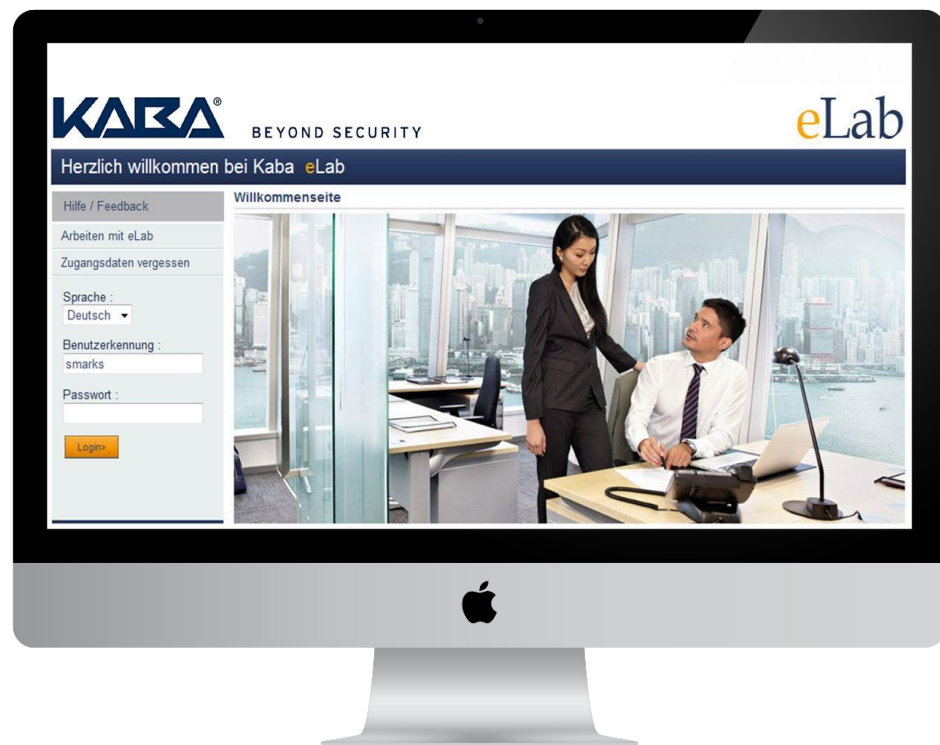 KABA®
BEYOND SECURITY
eLab
Herzlich willkommen bei Kaba eLab
Hilfe / Feedback
Arbeiten mit eLab
Zugangsdaten vergessen
Sprache :
Deutsch
Benutzerkennung :
smarks
Passwort :
Login>
Willkommenseite